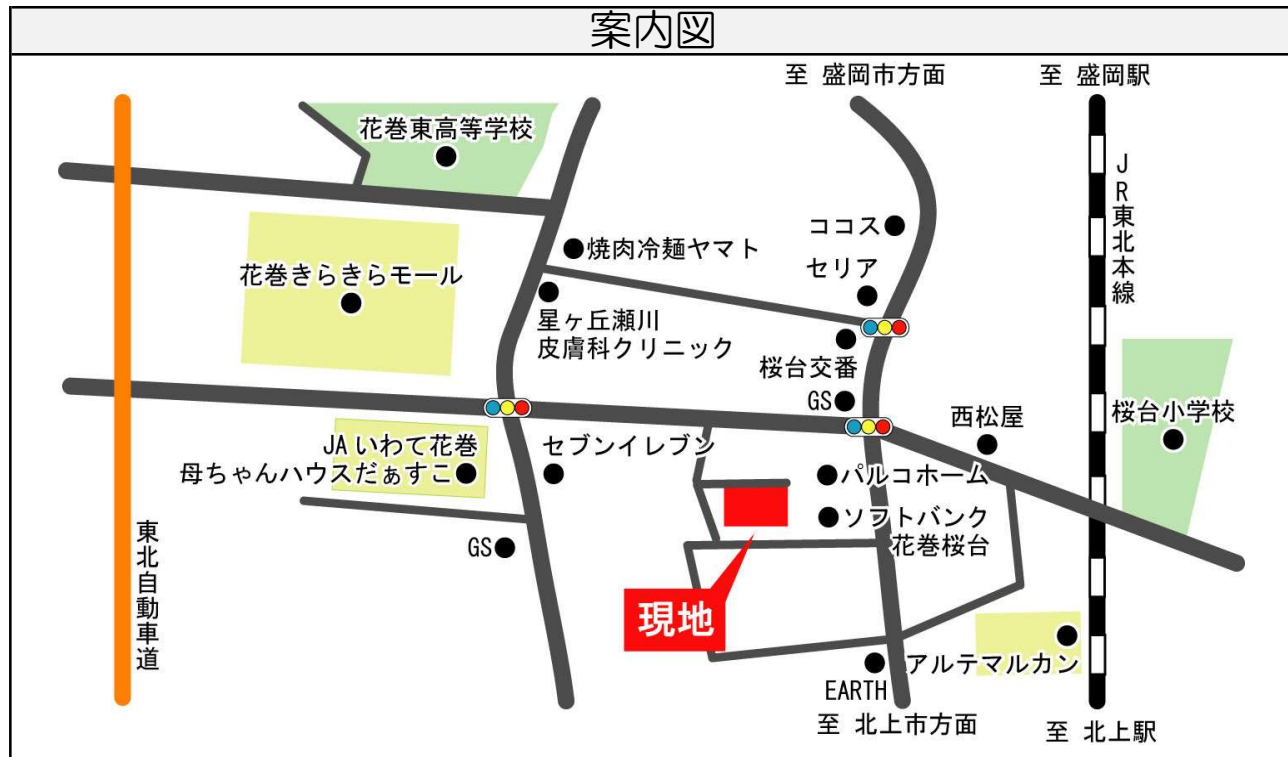 案内図
至 盛岡市方面
至 盛岡駅
花巻東高等学校
JR東北本線
ココス
焼肉冷麺ヤマト
セリア
花巻きらきらモール
星ヶ丘瀬川
皮膚科クリニック
桜台交番
GS
西松屋
桜台小学校
JAいわて花巻
母ちゃんハウスだぁすこ
セブンイレブン
パルコホーム
ソフトバンク
花巻桜台
GS
東北自動車道
現地
アルテマルカン
EARTH
至 北上市方面
至 北上駅